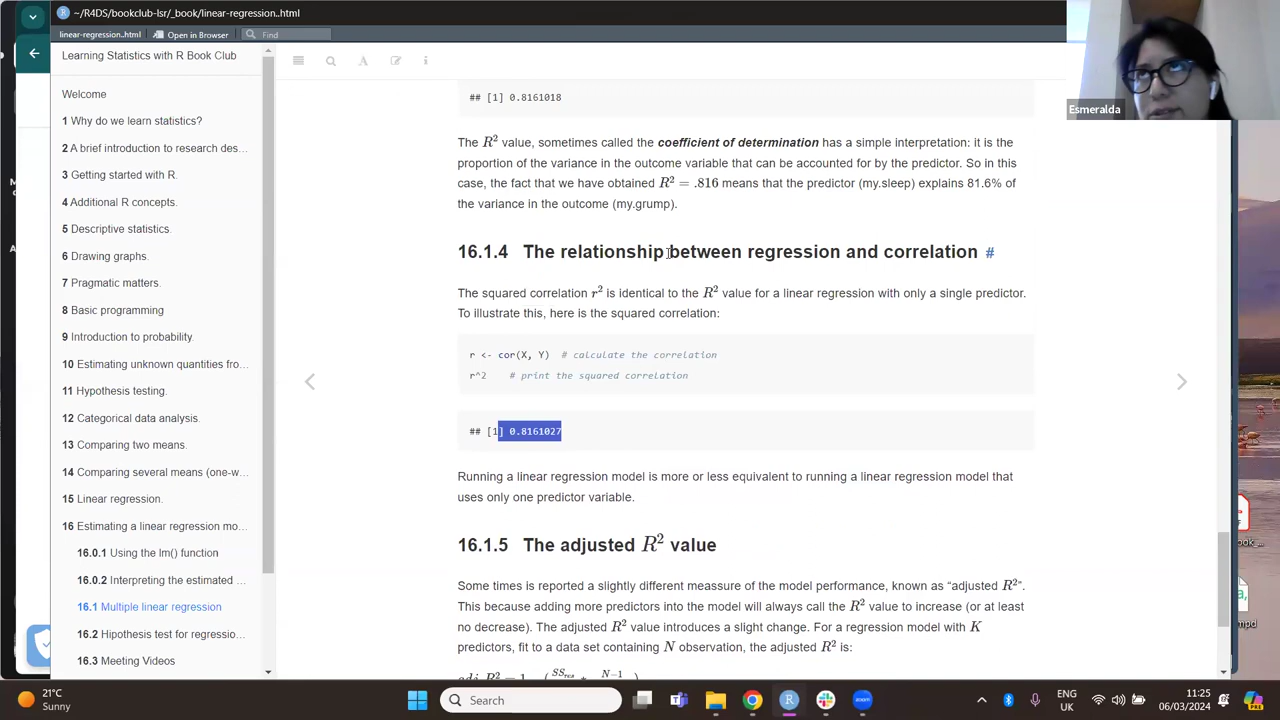 ~/R4DS/bookclub-lsr/_book/linear-regression..html
linear-regression..html
Open in Browser
Find
Learning Statistics with R Book Club
Welcome
1 Why do we learn statistics?
2 A brief introduction to research des...
3 Getting started with R.
4 Additional R concepts.
5 Descriptive statistics.
6 Drawing graphs.
7 Pragmatic matters.
8 Basic programming
9 Introduction to probability.
10 Estimating unknown quantities fro...
11 Hypothesis testing.
12 Categorical data analysis.
13 Comparing two means.
14 Comparing several means (one-w...
15 Linear regression.
16 Estimating a linear regression mo...
16.0.1 Using the lm() function
16.0.2 Interpreting the estimated ...
16.1 Multiple linear regression
16.2 Hipothesis test for regressio...
16.3 Meeting Videos
## [1] 0.8161018
The R² value, sometimes called the coefficient of determination has a simple interpretation: it is the
proportion of the variance in the outcome variable that can be accounted for by the predictor. So in this
case, the fact that we have obtained R² = .816 means that the predictor (my.sleep) explains 81.6% of
the variance in the outcome (my.grump).
16.1.4 The relationship between regression and correlation #
The squared correlation r² is identical to the R² value for a linear regression with only a single predictor.
To illustrate this, here is the squared correlation:
r <- cor(X, Y) # calculate the correlation
r^2 # print the squared correlation
## [1] 0.8161027
Running a linear regression model is more or less equivalent to running a linear regression model that
uses only one predictor variable.
16.1.5 The adjusted R² value
Some times is reported a slightly different meassure of the model performance, known as “adjusted R²”.
This because adding more predictors into the model will always call the R² value to increase (or at least
no decrease). The adjusted R² value introduces a slight change. For a regression model with K
predictors, fit to a data set containing N observation, the adjusted R² is:
adj. R² = 1 − (SSres / * N−1
Esmeralda
21°C
Sunny
Search
ENG
UK
11:25
06/03/2024